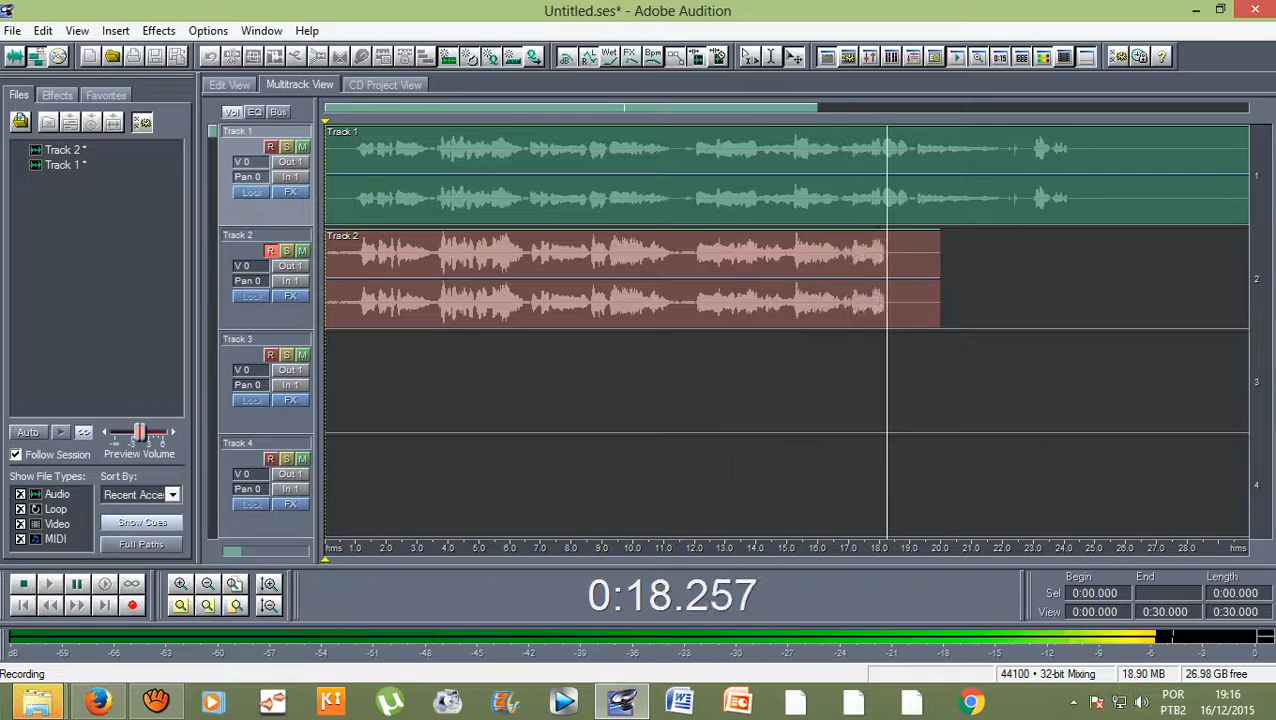 Untitled.ses* - Adobe Audition
File Edit View Insert Effects Options Window Help
Wet FX Bpm 0:15
Files Effects Favorites
Edit View Multitrack View CD Project View
Vol EQ Bus
Track 2 *
Track 1 *
Track 1
R S M
V 0 Out 1
Pan 0 In 1
Lock FX
Track 1
1
Track 2
R S M
V 0 Out 1
Pan 0 In 1
Lock FX
Track 2
2
Track 3
R S M
V 0 Out 1
Pan 0 In 1
Lock FX
3
Track 4
R S M
V 0 Out 1
Pan 0 In 1
Lock FX
4
Auto
-∞ -3 3 6
Follow Session Preview Volume
Show File Types: Sort By:
Audio Recent Acce
Loop
Video Show Cues
MIDI Full Paths
hms 1.0 2.0 3.0 4.0 5.0 6.0 7.0 8.0 9.0 10.0 11.0 12.0 13.0 14.0 15.0 16.0 17.0 18.0 19.0 20.0 21.0 22.0 23.0 24.0 25.0 26.0 27.0 28.0 hms
0:18.257
Begin End Length
Sel 0:00.000 0:00.000
View 0:00.000 0:30.000 0:30.000
dB -69 -66 -63 -60 -57 -54 -51 -48 -45 -42 -39 -36 -33 -30 -27 -24 -21 -18 -15 -12 -9 -6 -3 0
Recording 44100 • 32-bit Mixing 18.90 MB 26.98 GB free
POR 19:16
PTB2 16/12/2015